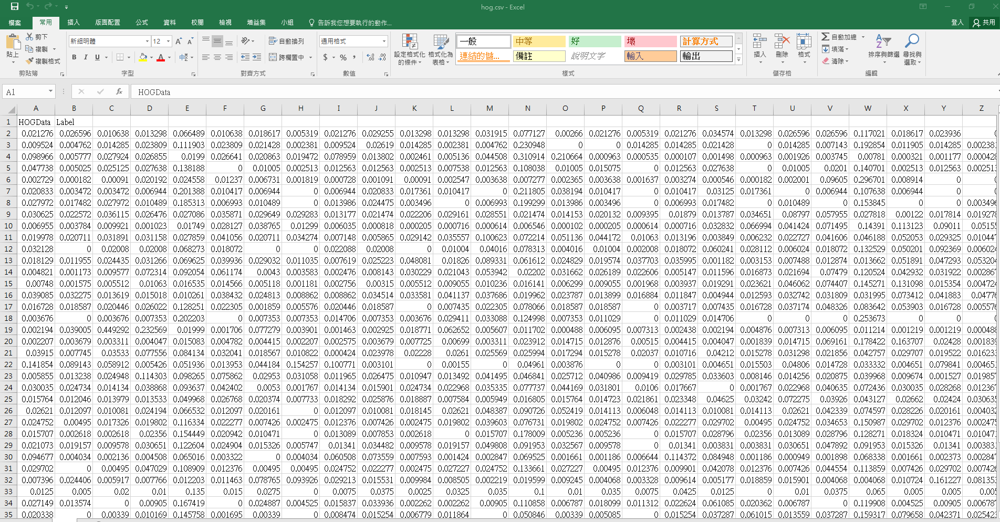 hog.csv - Excel
檔案 常用 插入 版面配置 公式 資料 校閱 檢視 增益集 小組 告訴我您想要執行的動作... 登入 共用
貼上 剪下 複製 複製格式 剪貼簿
新細明體 12 A A B I U A 中 字型
自動換列 跨欄置中 對齊方式
通用格式 $ % , 數值
設定格式化的條件 格式化為表格
一般 中等 好 壞 計算方式
連結的儲... 備註 說明文字 輸入 輸出
樣式
插入 刪除 格式 儲存格
自動加總 填滿 清除 排序與篩選 尋找與選取 編輯
A1 fx HOGData
A B C D E F G H I J K L M N O P Q R S T U V W X Y Z
1 HOGData Label
2 0.021276 0.026596 0.010638 0.013298 0.066489 0.010638 0.018617 0.005319 0.021276 0.029255 0.013298 0.013298 0.031915 0.077127 0.00266 0.021276 0.005319 0.021276 0.034574 0.013298 0.026596 0.026596 0.117021 0.018617 0.023936
3 0.009524 0.004762 0.014285 0.023809 0.111903 0.023809 0.021428 0.002381 0.009524 0.02619 0.014285 0.002381 0.004762 0.230948 0 0 0.014285 0.014285 0.021428 0 0.014285 0.007143 0.192854 0.011905 0.014285 0.002381
4 0.098966 0.005777 0.027924 0.026855 0.0199 0.026641 0.020863 0.019472 0.078959 0.013802 0.002461 0.005136 0.044508 0.310914 0.210664 0.000963 0.000535 0.000107 0.001498 0.000963 0.001926 0.003745 0.00781 0.000321 0.001177 0.000428
5 0.047738 0.005025 0.025125 0.027638 0.138188 0 0.01005 0.002513 0.012563 0.012563 0.002513 0.007538 0.012563 0.108038 0.01005 0.015075 0 0.012563 0.027638 0 0.01005 0.0201 0.140701 0.002513 0.012563 0.002513
6 0.002729 0.000182 0.00091 0.020192 0.024558 0.01237 0.006731 0.001819 0.000728 0.001091 0.00091 0.002547 0.003638 0.007277 0.002365 0.003638 0.001637 0.003274 0.000546 0.000182 0.002001 0.09605 0.296701 0.008914 0
7 0.020833 0.003472 0.003472 0.006944 0.201388 0.010417 0.006944 0 0.006944 0.020833 0.017361 0.010417 0 0.211805 0.038194 0.010417 0 0.010417 0.03125 0.017361 0 0.006944 0.107638 0.006944 0
8 0.027972 0.017482 0.027972 0.010489 0.185313 0.006993 0.010489 0 0.013986 0.024475 0.003496 0 0.006993 0.199299 0.013986 0.003496 0 0.006993 0.017482 0 0.010489 0 0.153845 0 0 0.003496
9 0.030625 0.022572 0.036115 0.026476 0.027086 0.035871 0.029649 0.029283 0.013177 0.021474 0.022206 0.029161 0.028551 0.021474 0.014153 0.020132 0.009395 0.01879 0.013787 0.034651 0.08797 0.057955 0.027818 0.00122 0.017814 0.019278
10 0.006955 0.003784 0.009921 0.001023 0.01749 0.028127 0.038765 0.01299 0.006035 0.000818 0.000205 0.000716 0.000614 0.006546 0.000102 0.000205 0.000614 0.000716 0.032832 0.066994 0.041424 0.071495 0.14391 0.113123 0.09011 0.05155
11 0.019978 0.020711 0.031891 0.031158 0.027859 0.041056 0.020711 0.034274 0.007148 0.005865 0.029142 0.035557 0.100623 0.072214 0.051136 0.044172 0.01063 0.013196 0.003849 0.006232 0.022727 0.041606 0.046188 0.052053 0.029325 0.010447
12 0.032128 0 0.02008 0.02008 0.068273 0.018072 0 0 0.022088 0.02008 0 0.01004 0.04016 0.078313 0.004016 0.01004 0.002008 0.018072 0.060241 0.028112 0.006024 0.018072 0.132529 0.050201 0.092369 0.006024
13 0.018129 0.011955 0.024435 0.031266 0.069625 0.039936 0.029032 0.011035 0.007619 0.025223 0.048081 0.01826 0.089331 0.061612 0.024829 0.019574 0.037703 0.035995 0.001182 0.003153 0.007488 0.012874 0.013662 0.051891 0.047293 0.053204
14 0.004821 0.001173 0.009577 0.072314 0.092054 0.061174 0.0043 0.003583 0.002476 0.008143 0.030229 0.021043 0.053942 0.02202 0.031662 0.026189 0.022606 0.005147 0.011596 0.016873 0.021694 0.07479 0.120524 0.042932 0.031922 0.002867
15 0.00748 0.001575 0.005512 0.01063 0.016535 0.014566 0.005118 0.001181 0.002756 0.00315 0.005512 0.009055 0.010236 0.016141 0.006299 0.009055 0.001968 0.003937 0.019291 0.023621 0.046062 0.074407 0.145271 0.131098 0.015354 0.004724
16 0.039085 0.032275 0.013619 0.015018 0.010261 0.038432 0.024813 0.008862 0.008862 0.034514 0.033581 0.041137 0.037686 0.019962 0.023787 0.013899 0.016884 0.011847 0.004944 0.012593 0.032742 0.031809 0.031995 0.073412 0.041883 0.04776
17 0.016728 0.018587 0.020446 0.026022 0.128251 0.022305 0.001859 0.005576 0.020446 0.018587 0 0.007435 0.022305 0.078066 0.018587 0.018587 0 0.003717 0.007435 0.016728 0.037174 0.048326 0.083642 0.053903 0.016728 0.005576
18 0.003676 0 0.003676 0.007353 0.202203 0 0.007353 0.007353 0.014706 0.007353 0.003676 0.029411 0.033088 0.124998 0.007353 0.011029 0 0.011029 0.014706 0 0 0 0.253673 0 0
19 0.002194 0.039005 0.449292 0.232569 0.01999 0.001706 0.077279 0.003901 0.001463 0.002925 0.018771 0.062652 0.005607 0.011702 0.000488 0.006095 0.007313 0.002438 0.002194 0.004876 0.007313 0.006095 0.011214 0.001219 0.001219 0.000488
20 0.002207 0.003679 0.003311 0.004047 0.015083 0.004782 0.004415 0.002207 0.002575 0.003679 0.007725 0.00699 0.003311 0.023912 0.014715 0.012876 0.00515 0.004415 0.004047 0.001839 0.014715 0.069161 0.178422 0.163707 0.02428 0.001839
21 0.03915 0.007745 0.03533 0.077556 0.084134 0.032041 0.018567 0.010822 0.000424 0.023978 0.02228 0.0261 0.025569 0.025994 0.017294 0.015278 0.02037 0.010716 0.04212 0.015278 0.031298 0.021856 0.042757 0.029707 0.019522 0.016233
22 0.141854 0.089143 0.058912 0.005426 0.051936 0.013953 0.044184 0.154257 0.100771 0.003101 0 0.00155 0 0.04961 0.003876 0 0 0.003101 0.004651 0.015503 0.04806 0.014728 0.033332 0.004651 0.079841 0.004651
23 0.005855 0.013238 0.024948 0.114303 0.098265 0.075862 0.02953 0.031058 0.011965 0.026475 0.010947 0.013492 0.041495 0.046841 0.025712 0.040986 0.009419 0.029785 0.033603 0.008146 0.014256 0.020875 0.039968 0.009674 0.001527 0.019857
24 0.030035 0.024734 0.014134 0.038868 0.093637 0.042402 0.0053 0.001767 0.014134 0.015901 0.024734 0.022968 0.035335 0.077737 0.044169 0.031801 0.0106 0.017667 0 0.001767 0.022968 0.040635 0.072436 0.030035 0.028268 0.012367
25 0.015764 0.012046 0.013979 0.013533 0.049968 0.026768 0.020374 0.007733 0.018292 0.025876 0.018887 0.007584 0.005949 0.016805 0.015764 0.014723 0.021861 0.023348 0.04625 0.03242 0.072275 0.03926 0.043127 0.02662 0.02424 0.030635
26 0.02621 0.012097 0.010081 0.024194 0.066532 0.012097 0.020161 0 0.012097 0.010081 0.018145 0.02621 0.048387 0.090726 0.052419 0.014113 0.006048 0.014113 0.010081 0.014113 0.02621 0.042339 0.074597 0.028226 0.020161 0.004032
27 0.024752 0.00495 0.017326 0.019802 0.116334 0.022277 0.007426 0.002475 0.012376 0.007426 0.002475 0.019802 0.039603 0.076731 0.019802 0.024752 0.007426 0.022277 0.029702 0.00495 0.024752 0.034653 0.150987 0.029702 0.012376 0.002475
28 0.015707 0.002618 0.002618 0.02356 0.154449 0.020942 0.010471 0 0.013089 0.007853 0.002618 0 0.015707 0.178009 0.005236 0.005236 0 0.015707 0.028796 0.02356 0.013089 0.028796 0.128271 0.018324 0.010471 0.010471
29 0.021073 0.019157 0.009578 0.030651 0.122604 0.024904 0.015326 0.005747 0.01341 0.034482 0.009578 0.019157 0.049808 0.091953 0.032567 0.009578 0 0.01341 0.003831 0.003831 0.030651 0.047892 0.091953 0.015326 0.01341 0.003831
30 0.094677 0.004034 0.002136 0.004508 0.065016 0.003322 0 0.004034 0.060508 0.073559 0.007593 0.001424 0.002847 0.069525 0.001661 0.001186 0.006644 0.114372 0.084948 0.001186 0.000949 0.001898 0.068338 0.001661 0.002373 0.002847
31 0.029702 0 0.00495 0.047029 0.108909 0.012376 0.00495 0.00495 0.024752 0.022277 0.002475 0.027227 0.024752 0.133661 0.027227 0.00495 0.012376 0.009901 0.042078 0.012376 0.007426 0.044554 0.113859 0.007426 0.029702 0.007426
32 0.007396 0.024406 0.005917 0.007766 0.012203 0.011463 0.078765 0.093926 0.029213 0.015531 0.009984 0.008505 0.002219 0.019599 0.009245 0.004068 0.003328 0.009614 0.005177 0.018859 0.015901 0.004068 0.004068 0.010724 0.161227 0.081353
33 0.0125 0.005 0.02 0.01 0.135 0.015 0.0275 0 0.0075 0.0375 0.0025 0.0325 0.035 0.1 0.01 0.035 0.0075 0.0425 0.0125 0 0.01 0.0375 0.065 0.005 0.005 0.005
34 0.027149 0.013574 0 0.00905 0.167419 0 0.024887 0.004525 0.015837 0.033936 0.002262 0.002262 0.00905 0.110858 0.006787 0.018099 0.011312 0.022624 0.061085 0.020362 0.006787 0 0.119908 0.004525 0.00905 0.006787
35 0.020338 0 0.00339 0.010169 0.145758 0.001695 0.00339 0 0.008474 0.015254 0.006779 0.011864 0 0.050846 0.00339 0.005085 0 0.015254 0.037287 0.061015 0.013559 0.037287 0.159317 0.079658 0.042371 0.025423